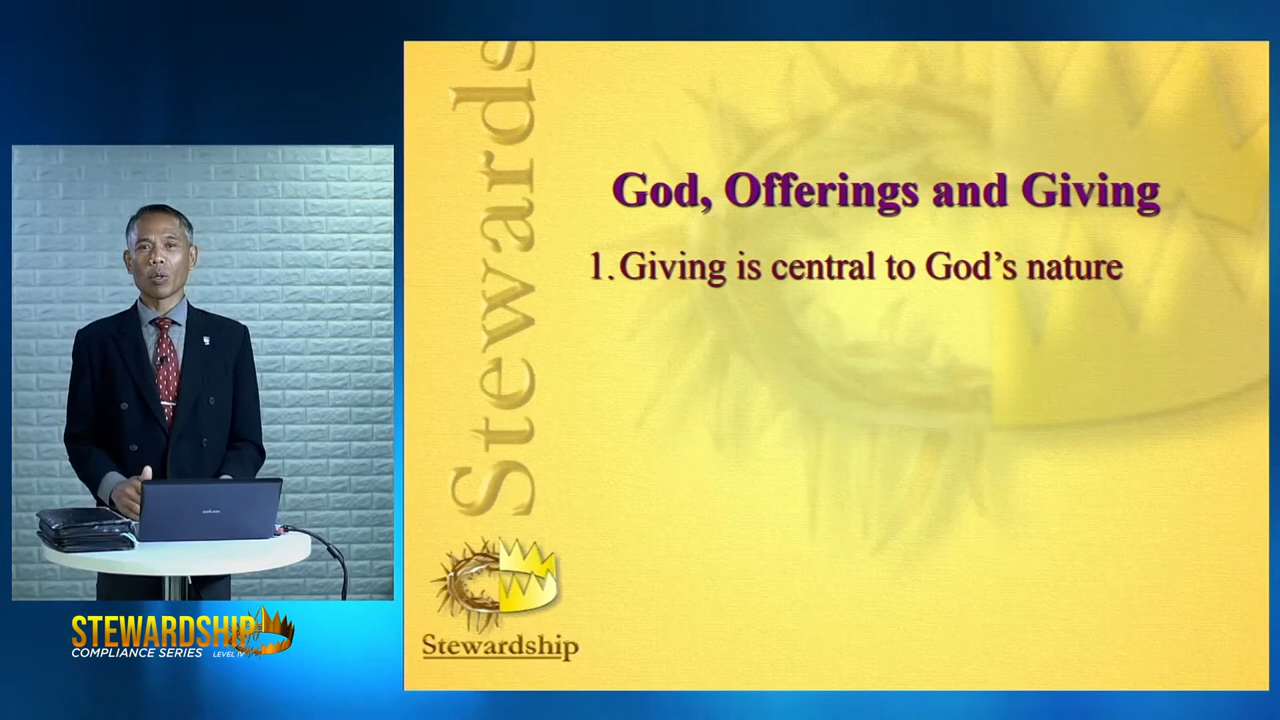 Stewards
God, Offerings and Giving
1. Giving is central to God's nature
Stewardship
STEWARDSHIP
COMPLIANCE SERIES LEVEL IV